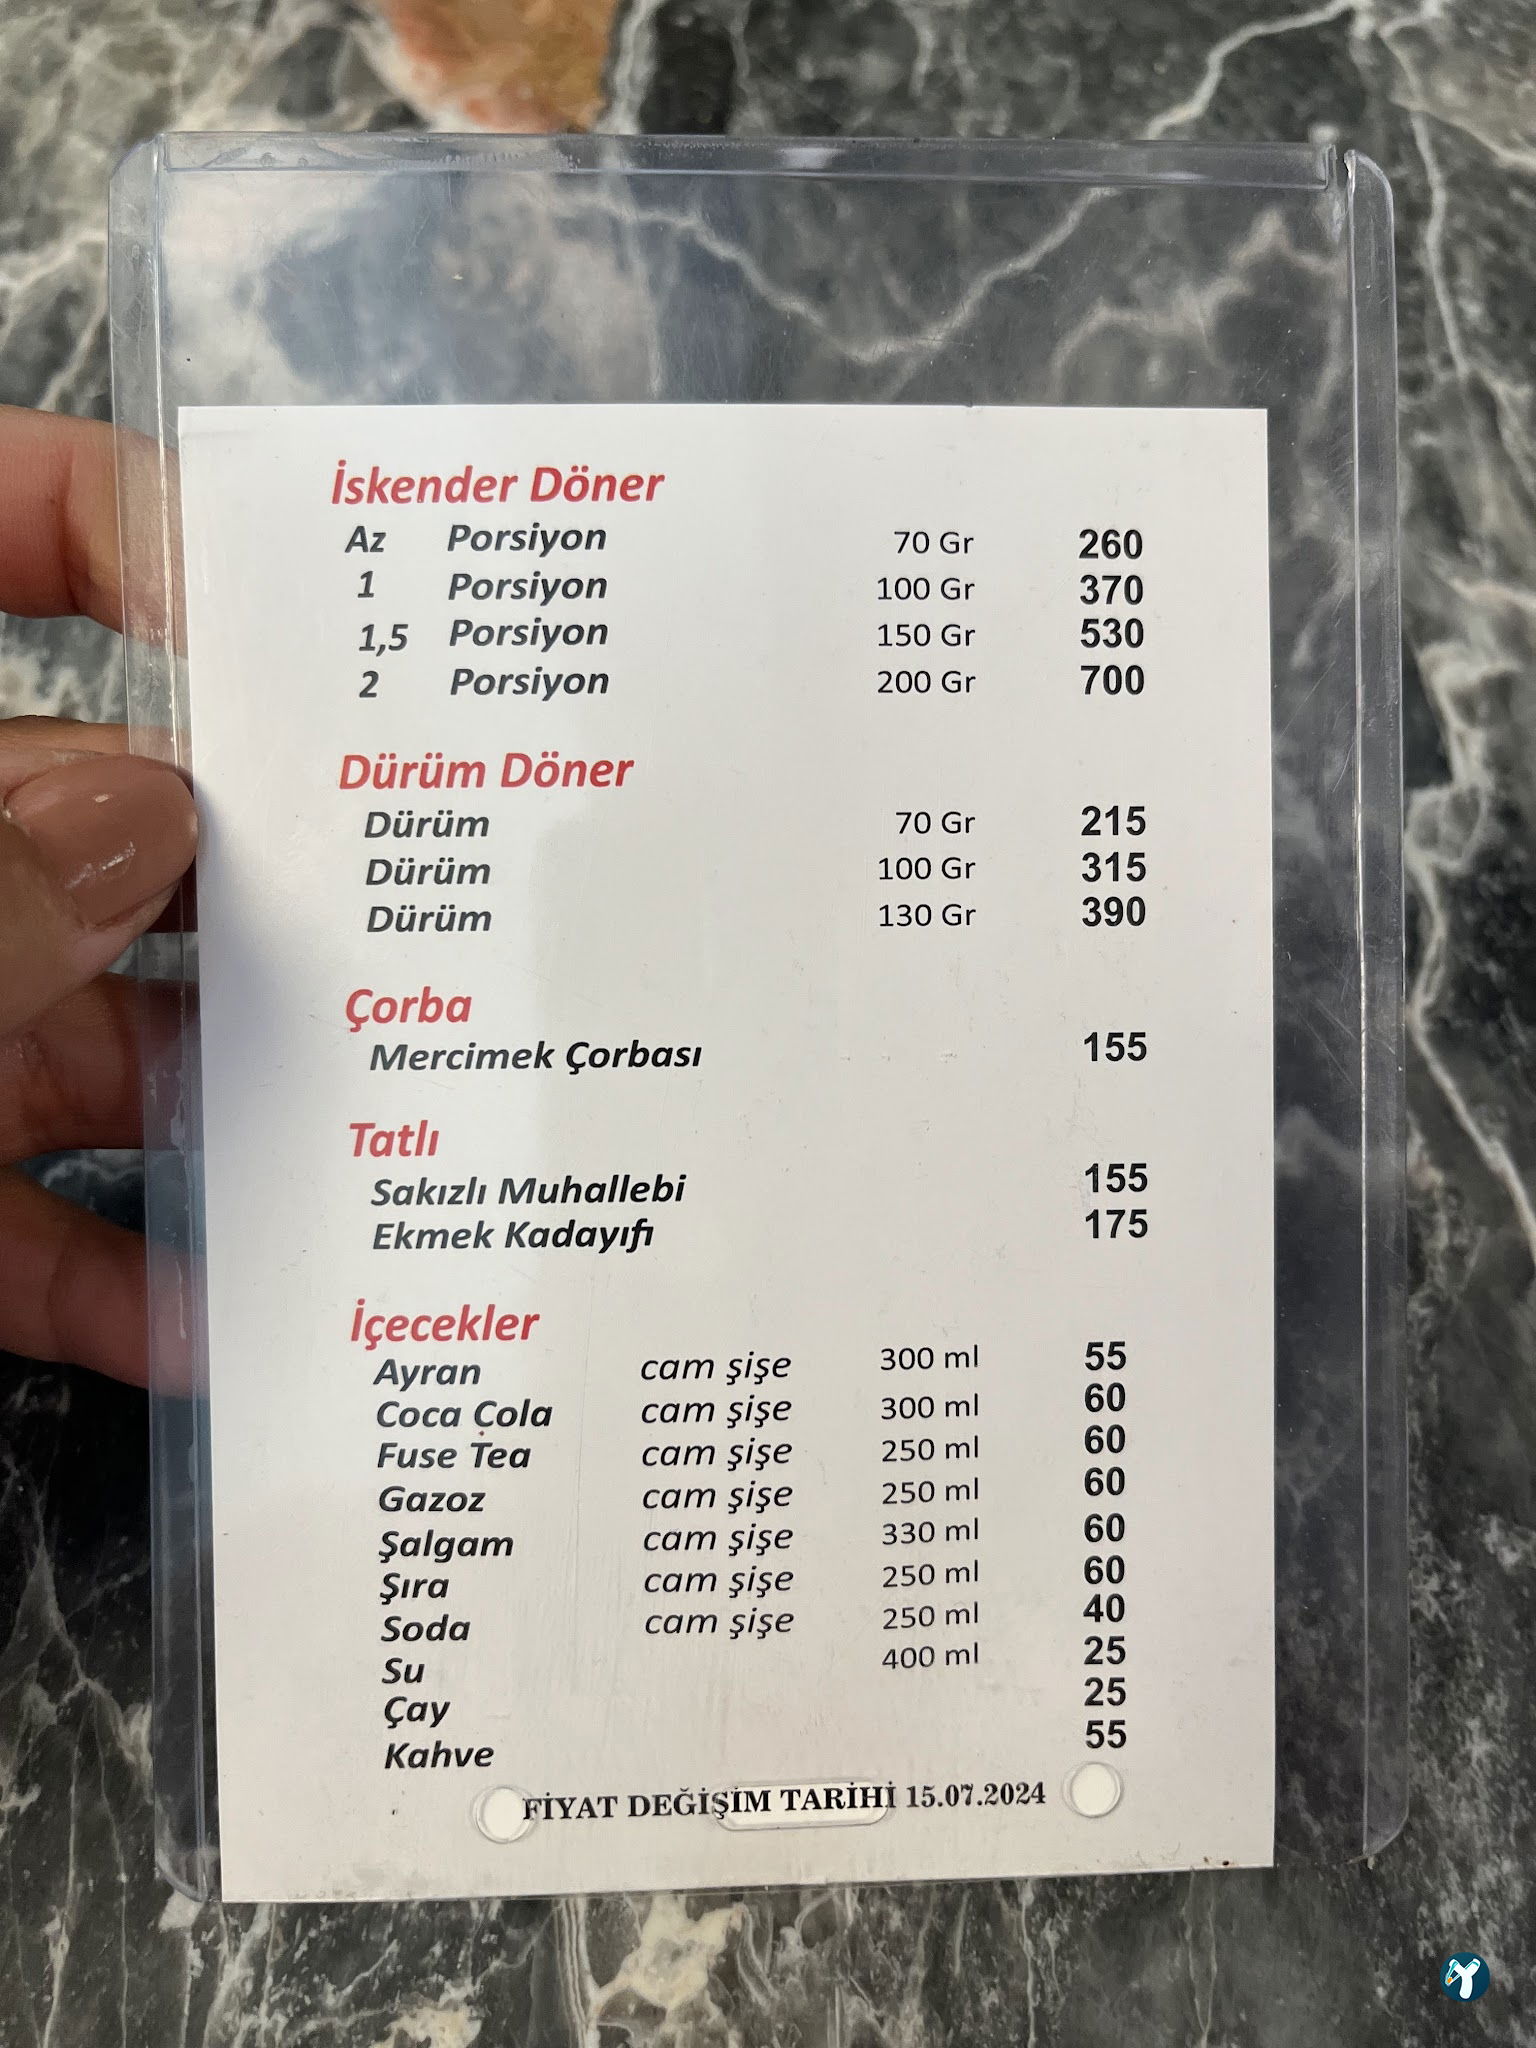 İskender Döner
Az Porsiyon 70 Gr 260
1 Porsiyon 100 Gr 370
1,5 Porsiyon 150 Gr 530
2 Porsiyon 200 Gr 700
Dürüm Döner
Dürüm 70 Gr 215
Dürüm 100 Gr 315
Dürüm 130 Gr 390
Çorba
Mercimek Çorbası 155
Tatlı
Sakızlı Muhallebi 155
Ekmek Kadayıfı 175
İçecekler
Ayran cam şişe 300 ml 55
Coca Cola cam şişe 300 ml 60
Fuse Tea cam şişe 250 ml 60
Gazoz cam şişe 250 ml 60
Şalgam cam şişe 330 ml 60
Şıra cam şişe 250 ml 60
Soda cam şişe 250 ml 40
Su 400 ml 25
Çay 25
Kahve 55
FİYAT DEĞİŞİM TARİHİ 15.07.2024